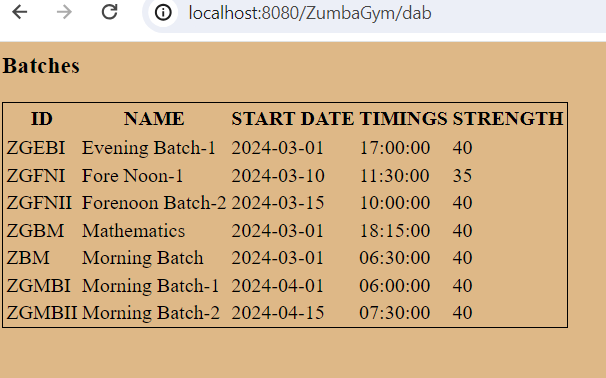 localhost:8080/ZumbaGym/dab
Batches
ID NAME START DATE TIMINGS STRENGTH
ZGEBI Evening Batch-1 2024-03-01 17:00:00 40
ZGFNI Fore Noon-1 2024-03-10 11:30:00 35
ZGFNII Forenoon Batch-2 2024-03-15 10:00:00 40
ZGBM Mathematics 2024-03-01 18:15:00 40
ZBM Morning Batch 2024-03-01 06:30:00 40
ZGMBI Morning Batch-1 2024-04-01 06:00:00 40
ZGMBII Morning Batch-2 2024-04-15 07:30:00 40